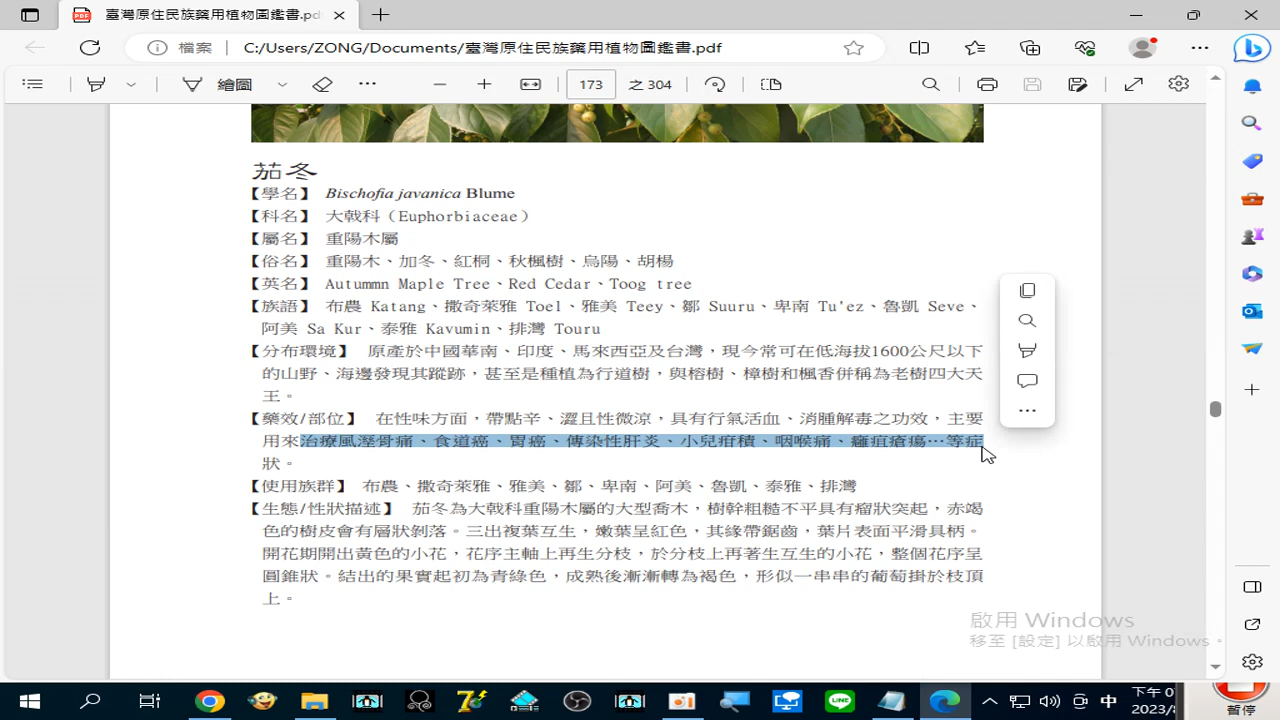 臺灣原住民族藥用植物圖鑑書.pd
檔案 C:/Users/ZONG/Documents/臺灣原住民族藥用植物圖鑑書.pdf
繪圖 173 之 304
茄冬
【學名】 Bischofia javanica Blume
【科名】 大戟科（Euphorbiaceae）
【屬名】 重陽木屬
【俗名】 重陽木、加冬、紅桐、秋楓樹、烏陽、胡楊
【英名】 Autummn Maple Tree、Red Cedar、Toog tree
【族語】 布農 Katang、撒奇萊雅 Toel、雅美 Teey、鄒 Suuru、卑南 Tu'ez、魯凱 Seve、
阿美 Sa Kur、泰雅 Kavumin、排灣 Touru
【分布環境】 原產於中國華南、印度、馬來西亞及台灣，現今常可在低海拔1600公尺以下
的山野、海邊發現其蹤跡，甚至是種植為行道樹，與榕樹、樟樹和楓香併稱為老樹四大天
王。
【藥效/部位】 在性味方面，帶點辛、澀且性微涼，具有行氣活血、消腫解毒之功效，主要
用來治療風溼骨痛、食道癌、胃癌、傳染性肝炎、小兒疳積、咽喉痛、癰疽瘡瘍…等症
狀。
【使用族群】 布農、撒奇萊雅、雅美、鄒、卑南、阿美、魯凱、泰雅、排灣
【生態/性狀描述】 茄冬為大戟科重陽木屬的大型喬木，樹幹粗糙不平具有瘤狀突起，赤褐
色的樹皮會有層狀剝落。三出複葉互生，嫩葉呈紅色，其緣帶鋸齒，葉片表面平滑具柄。
開花期開出黃色的小花，花序主軸上再生分枝，於分枝上再著生互生的小花，整個花序呈
圓錐狀。結出的果實起初為青綠色，成熟後漸漸轉為褐色，形似一串串的葡萄掛於枝頂
上。
啟用 Windows
移至 [設定] 以啟用 Windows。
中 下午 0
2023/8
暫停